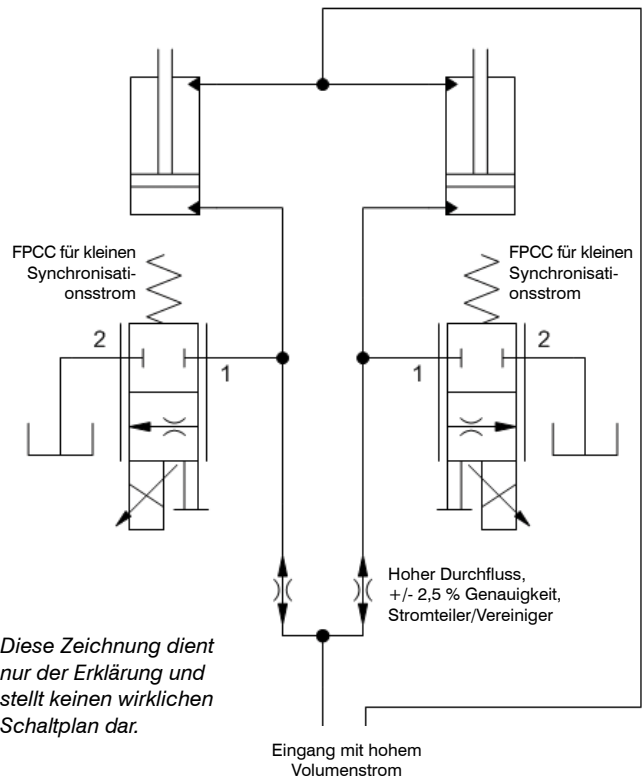 FPCC für kleinen
Synchronisati-
onsstrom
FPCC für kleinen
Synchronisati-
onsstrom
2
1
1
2
Hoher Durchfluss,
+/- 2,5 % Genauigkeit,
Stromteiler/Vereiniger
Diese Zeichnung dient
nur der Erklärung und
stellt keinen wirklichen
Schaltplan dar.
Eingang mit hohem
Volumenstrom